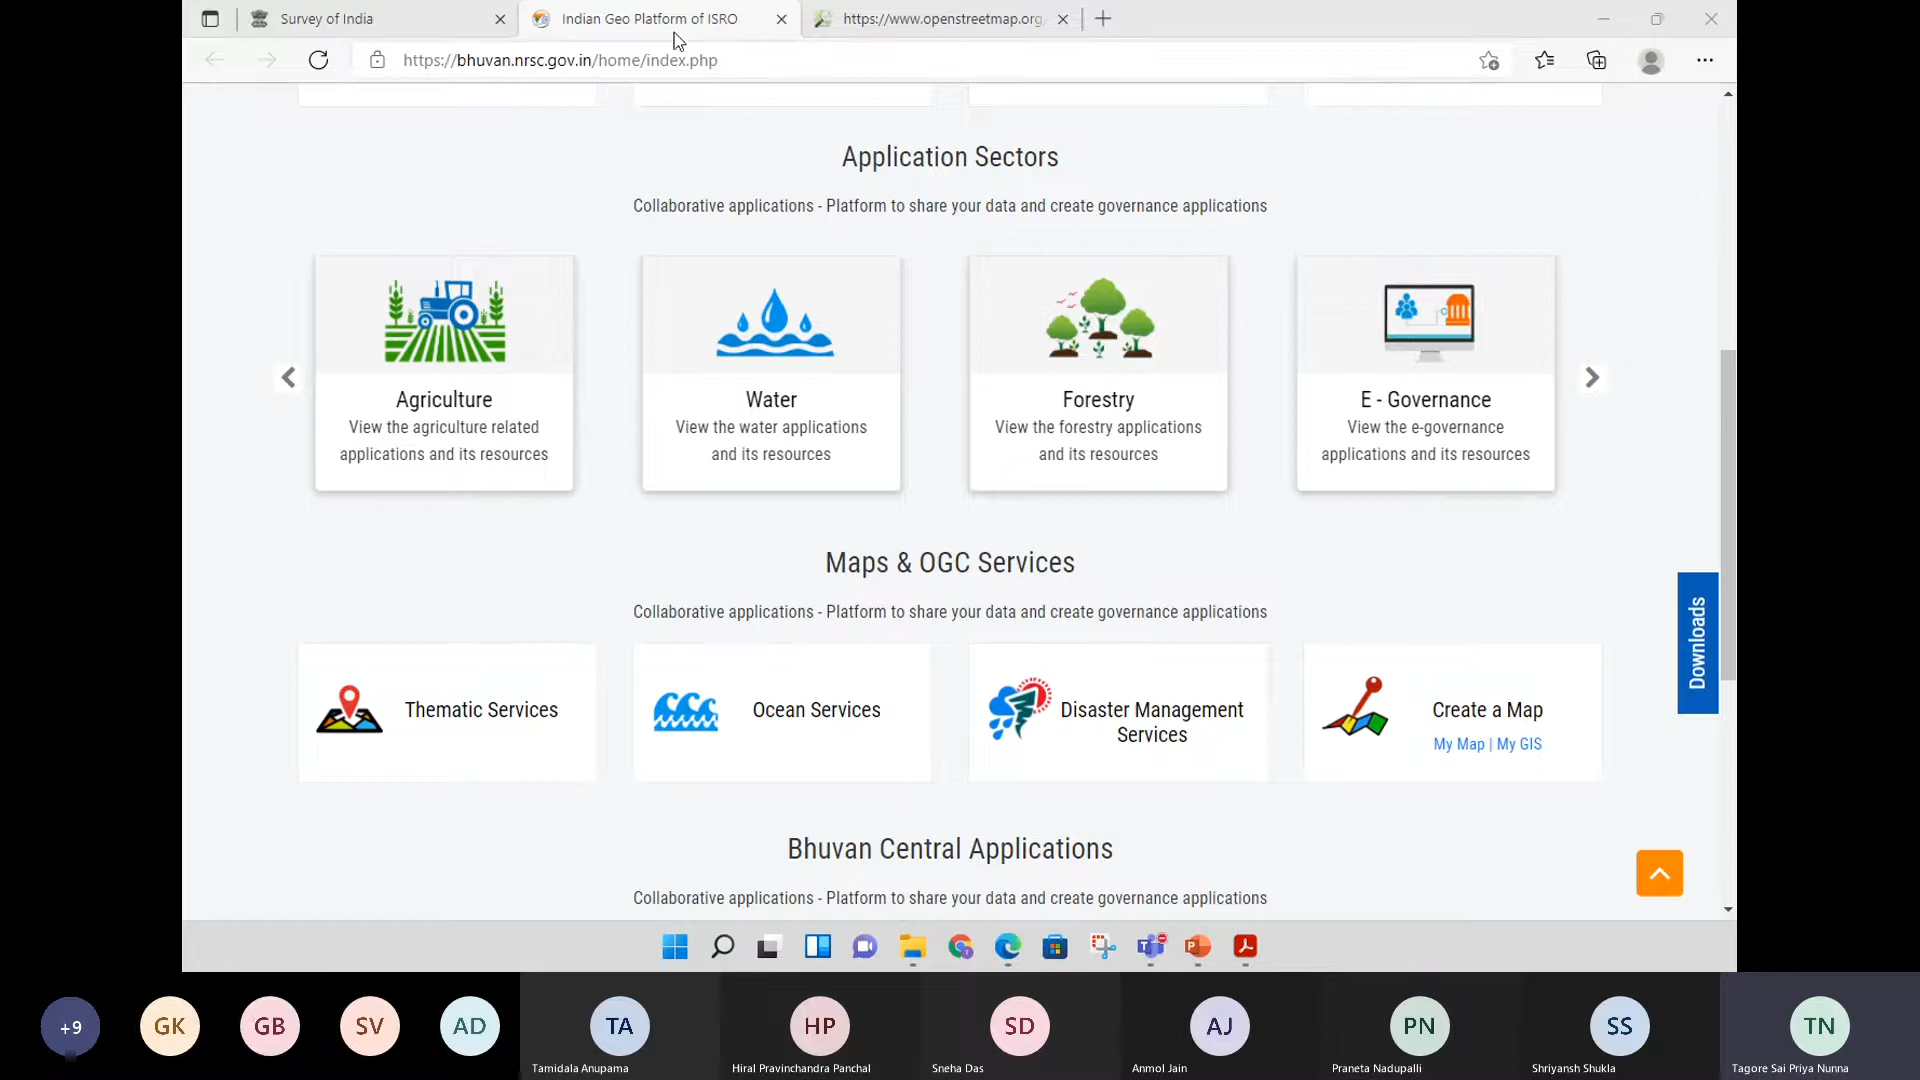 Survey of India
Indian Geo Platform of ISRO
https://www.openstreetmap.org
https://bhuvan.nrsc.gov.in/home/index.php
Application Sectors
Collaborative applications - Platform to share your data and create governance applications
Agriculture
View the agriculture related
applications and its resources
Water
View the water applications
and its resources
Forestry
View the forestry applications
and its resources
E - Governance
View the e-governance
applications and its resources
Maps & OGC Services
Collaborative applications - Platform to share your data and create governance applications
Thematic Services
Ocean Services
Disaster Management
Services
Create a Map
My Map | My GIS
Downloads
Bhuvan Central Applications
Collaborative applications - Platform to share your data and create governance applications
+9
GK
GB
SV
AD
TA
Tamidala Anupama
HP
Hiral Pravinchandra Panchal
SD
Sneha Das
AJ
Anmol Jain
PN
Praneta Nadupalli
SS
Shriyansh Shukla
TN
Tagore Sai Priya Nunna